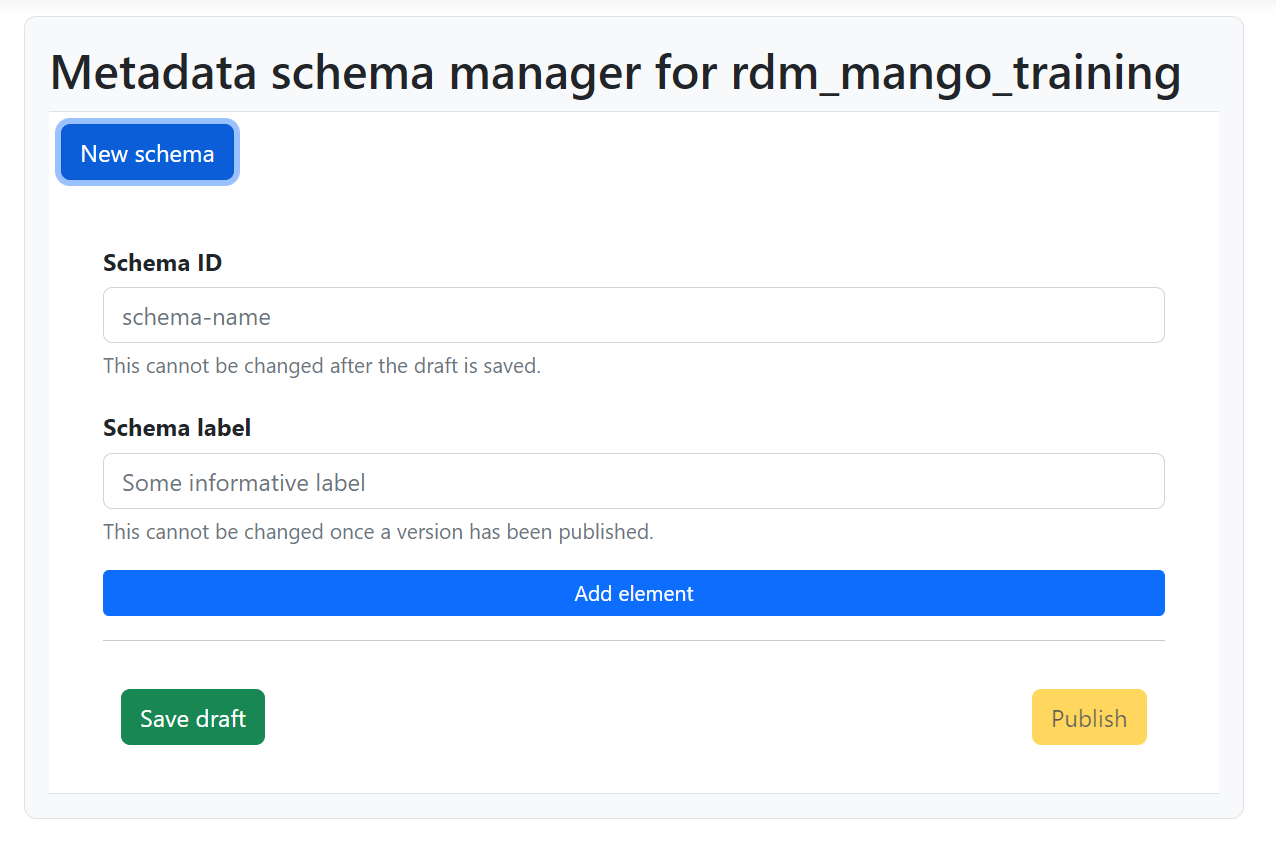 Metadata schema manager for rdm_mango_training
New schema
Schema ID
schema-name
This cannot be changed after the draft is saved.
Schema label
Some informative label
This cannot be changed once a version has been published.
Add element
Save draft
Publish